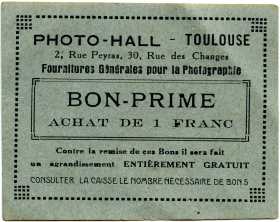 PHOTO-HALL - TOULOUSE
2, Rue Peyras, 30, Rue des Changes
Fournitures Générales pour la Photographie
BON-PRIME
ACHAT DE 1 FRANC
Contre la remise de ces Bons il sera fait
un agrandissement ENTIÈREMENT GRATUIT
CONSULTER LA CAISSE LE NOMBRE NÉCESSAIRE DE BONS